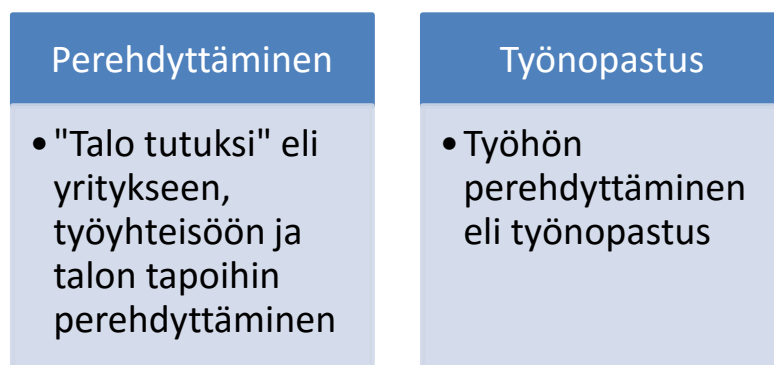 Perehdyttäminen
• "Talo tutuksi" eli
yritykseen,
työyhteisöön ja
talon tapoihin
perehdyttäminen
Työnopastus
• Työhön
perehdyttäminen
eli työnopastus